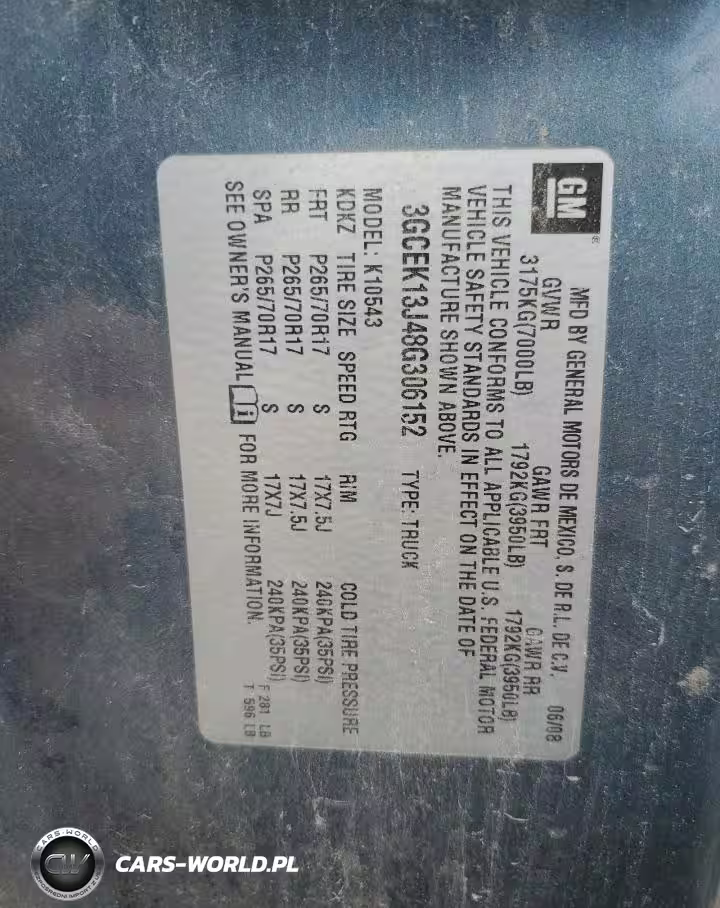 GM ®
MFD BY GENERAL MOTORS DE MEXICO, S. DE R.L. DE C.V. 06/08
GVWR GAWR FRT GAWR RR
3175KG(7000LB) 1792KG(3950LB) 1792KG(3950LB)
THIS VEHICLE CONFORMS TO ALL APPLICABLE U.S. FEDERAL MOTOR
VEHICLE SAFETY STANDARDS IN EFFECT ON THE DATE OF
MANUFACTURE SHOWN ABOVE.
3GCEK13J48G306152 TYPE: TRUCK
MODEL: K10543
KDKZ TIRE SIZE SPEED RTG RIM COLD TIRE PRESSURE
FRT P265/70R17 S 17X7.5J 240KPA(35PSI)
RR P265/70R17 S 17X7.5J 240KPA(35PSI)
SPA P265/70R17 S 17X7J 240KPA(35PSI)
SEE OWNER'S MANUAL i FOR MORE INFORMATION.
F 281 LB
T 596 LB
CARS-WORLD
CW
CARS-WORLD.PL